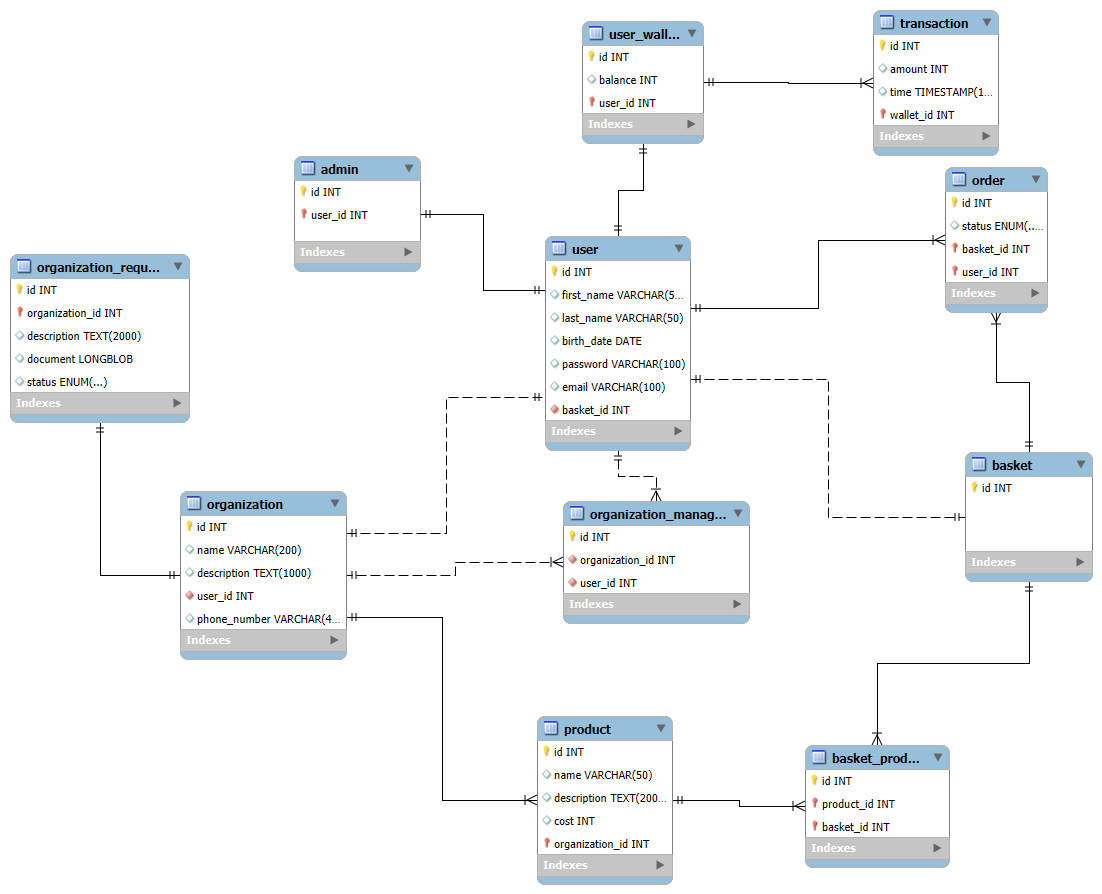 user_wall...
id INT
balance INT
user_id INT
Indexes
transaction
id INT
amount INT
time TIMESTAMP(1...
wallet_id INT
Indexes
admin
id INT
user_id INT
Indexes
order
id INT
status ENUM(...
basket_id INT
user_id INT
Indexes
organization_requ...
id INT
organization_id INT
description TEXT(2000)
document LONGBLOB
status ENUM(...)
Indexes
user
id INT
first_name VARCHAR(5...
last_name VARCHAR(50)
birth_date DATE
password VARCHAR(100)
email VARCHAR(100)
basket_id INT
Indexes
basket
id INT
Indexes
organization
id INT
name VARCHAR(200)
description TEXT(1000)
user_id INT
phone_number VARCHAR(4...
Indexes
organization_manag...
id INT
organization_id INT
user_id INT
Indexes
product
id INT
name VARCHAR(50)
description TEXT(200...
cost INT
organization_id INT
Indexes
basket_prod...
id INT
product_id INT
basket_id INT
Indexes